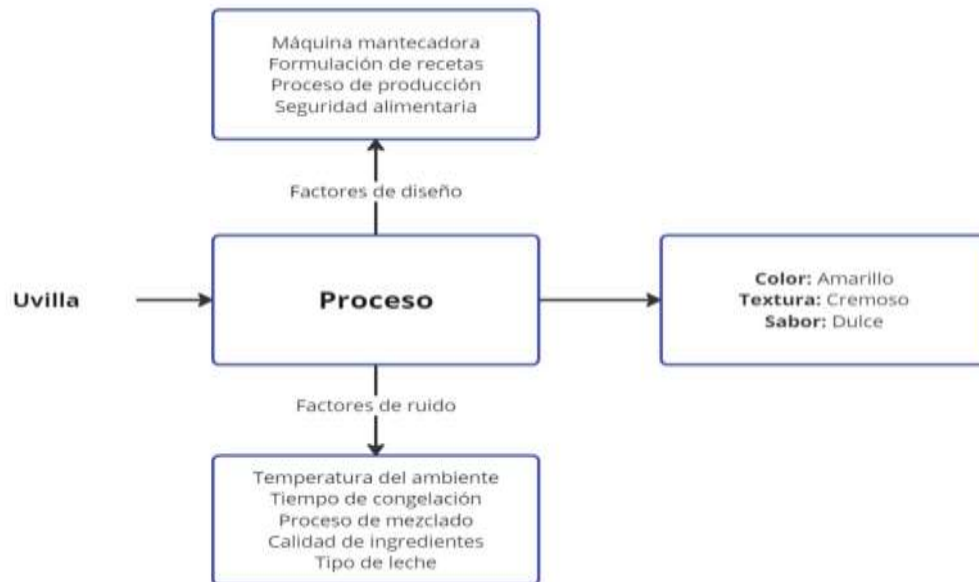 Máquina mantecadora
Formulación de recetas
Proceso de producción
Seguridad alimentaria
Factores de diseño
Uvilla
Proceso
Color: Amarillo
Textura: Cremoso
Sabor: Dulce
Factores de ruido
Temperatura del ambiente
Tiempo de congelación
Proceso de mezclado
Calidad de ingredientes
Tipo de leche